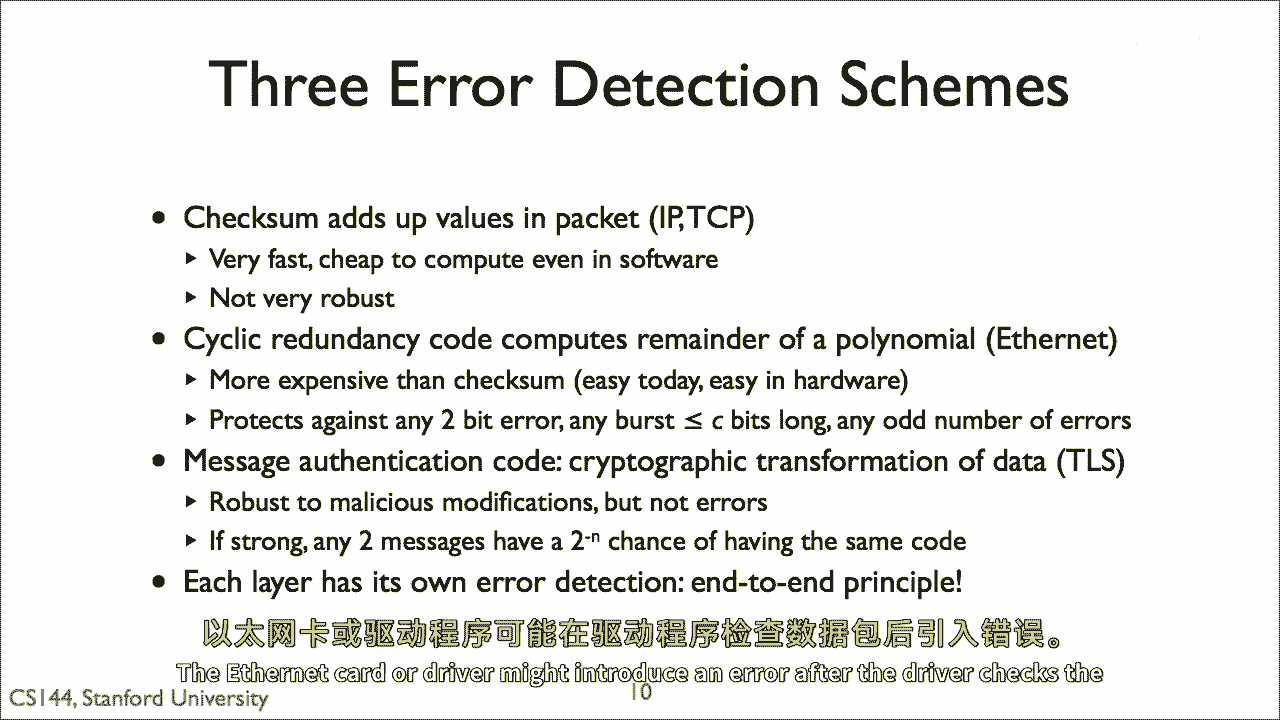 Three Error Detection Schemes
• Checksum adds up values in packet (IP,TCP)
‣ Very fast, cheap to compute even in software
‣ Not very robust
• Cyclic redundancy code computes remainder of a polynomial (Ethernet)
‣ More expensive than checksum (easy today, easy in hardware)
‣ Protects against any 2 bit error, any burst ≤ c bits long, any odd number of errors
• Message authentication code: cryptographic transformation of data (TLS)
‣ Robust to malicious modifications, but not errors
‣ If strong, any 2 messages have a 2⁻ⁿ chance of having the same code
• Each layer has its own error detection: end-to-end principle!
以太网卡或驱动程序可能在驱动程序检查数据包后引入错误。
The Ethernet card or driver might introduce an error after the driver checks the
CS144, Stanford University
10